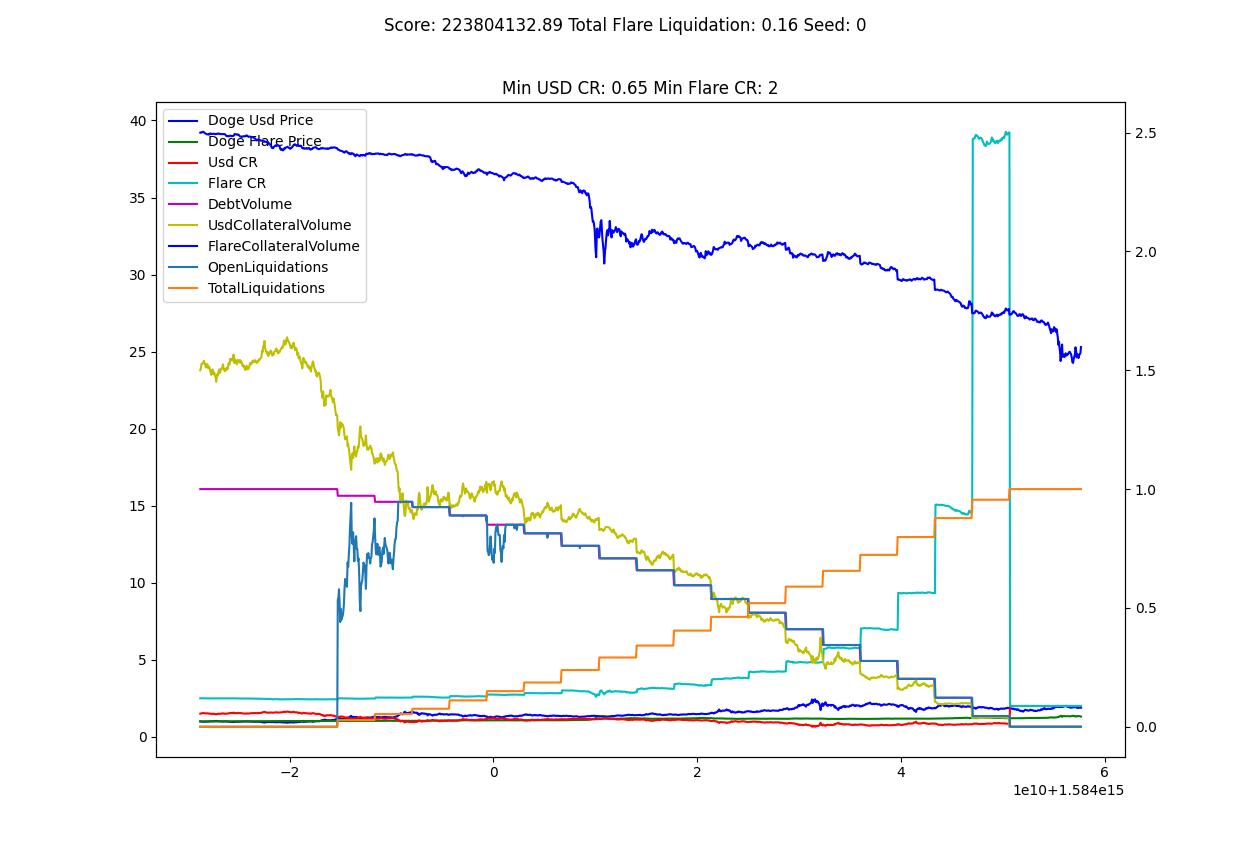 Score: 223804132.89 Total Flare Liquidation: 0.16 Seed: 0
Min USD CR: 0.65 Min Flare CR: 2
Doge Usd Price
Doge Flare Price
Usd CR
Flare CR
DebtVolume
UsdCollateralVolume
FlareCollateralVolume
OpenLiquidations
TotalLiquidations
40
35
30
25
20
15
10
5
0
2.5
2.0
1.5
1.0
0.5
0.0
−2
0
2
4
6
1e10+1.584e15